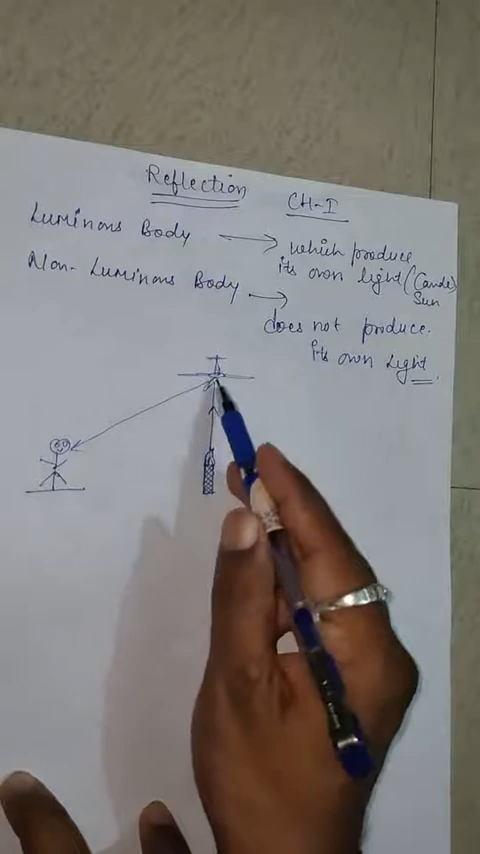 Reflection CH-I
Luminous Body → which produce
its own light (Candle)
Sun
Non-Luminous Body →
does not produce.
its own light.